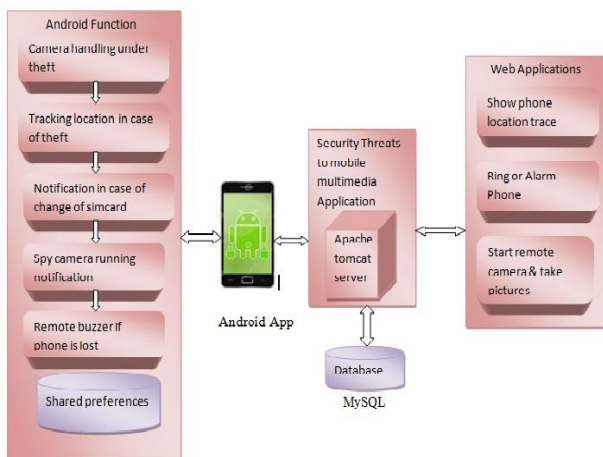 Android Function
Camera handling under
theft
Tracking location in case
of theft
Notification in case of
change of simcard
Spy camera running
notification
Remote buzzer if
phone is lost
Shared preferences
Android App
Security Threats
to mobile
multimedia
Application
Apache
tomcat
server
Database
MySQL
Web Applications
Show phone
location trace
Ring or Alarm
Phone
Start remote
camera & take
pictures